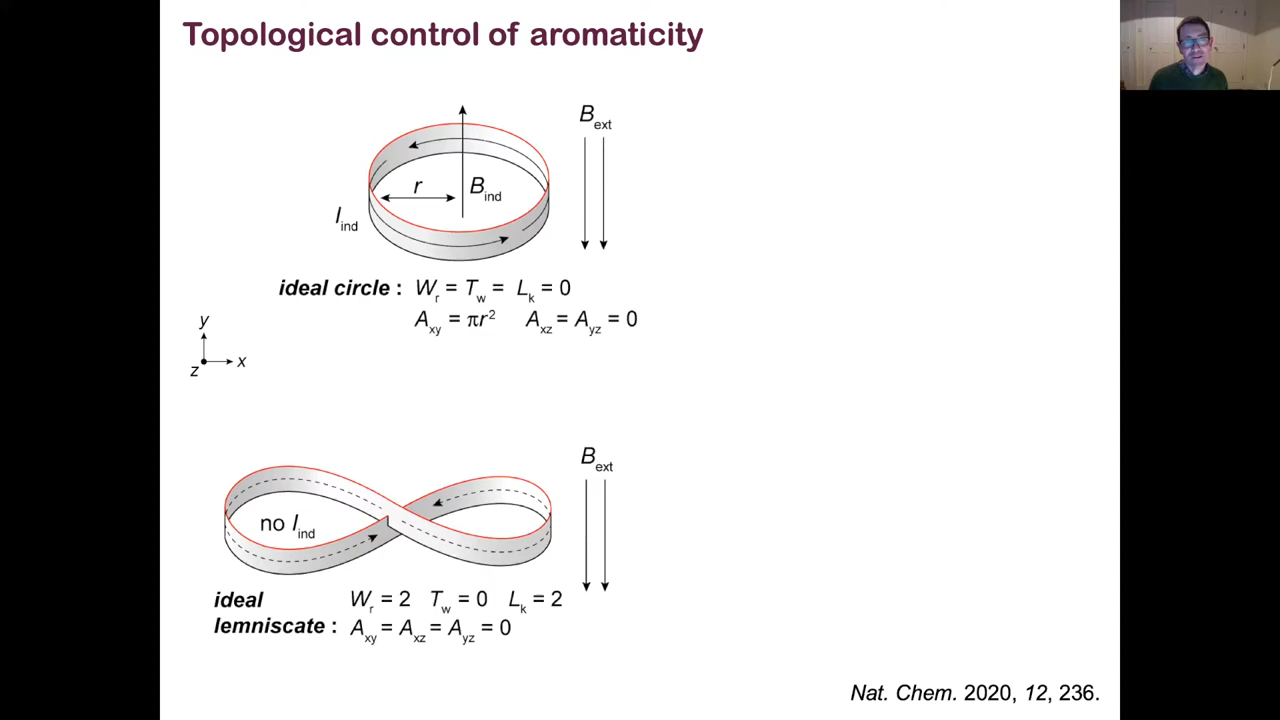 Topological control of aromaticity
B_ext
r
B_ind
I_ind
ideal circle : W_r = T_w = L_k = 0
A_xy = πr² A_xz = A_yz = 0
y
x
z
B_ext
no I_ind
ideal W_r = 2 T_w = 0 L_k = 2
lemniscate : A_xy = A_xz = A_yz = 0
Nat. Chem. 2020, 12, 236.